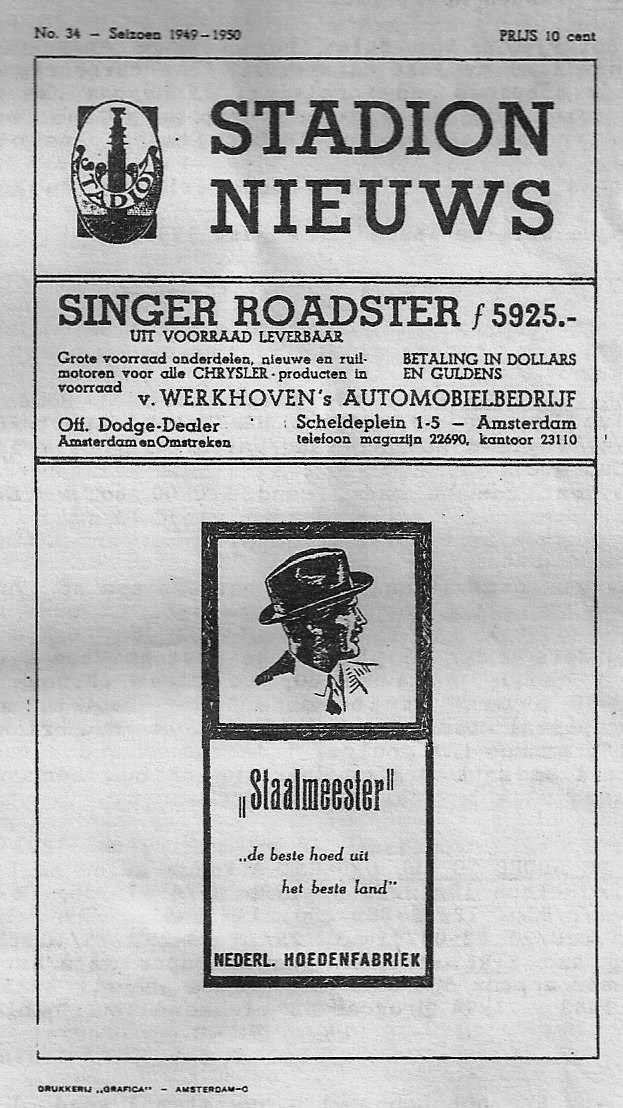 No. 34 – Seizoen 1949–1950
PRIJS 10 cent
STADION
STADION
NIEUWS
SINGER ROADSTER f 5925.-
UIT VOORRAAD LEVERBAAR
Grote voorraad onderdelen, nieuwe en ruil-
motoren voor alle CHRYSLER-producten in
voorraad
BETALING IN DOLLARS
EN GULDENS
v. WERKHOVEN's AUTOMOBIELBEDRIJF
Off. Dodge-Dealer
Amsterdam en Omstreken
Scheldeplein 1-5 – Amsterdam
telefoon magazijn 22690, kantoor 23110
„Staalmeester"
„de beste hoed uit
het beste land"
NEDERL. HOEDENFABRIEK
DRUKKERIJ „GRAFICA" – AMSTERDAM-C